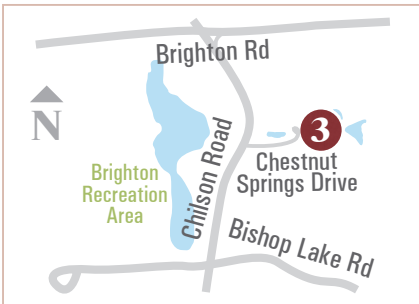 Brighton Rd
N
3
Chestnut
Springs Drive
Chilson Road
Brighton
Recreation
Area
Bishop Lake Rd